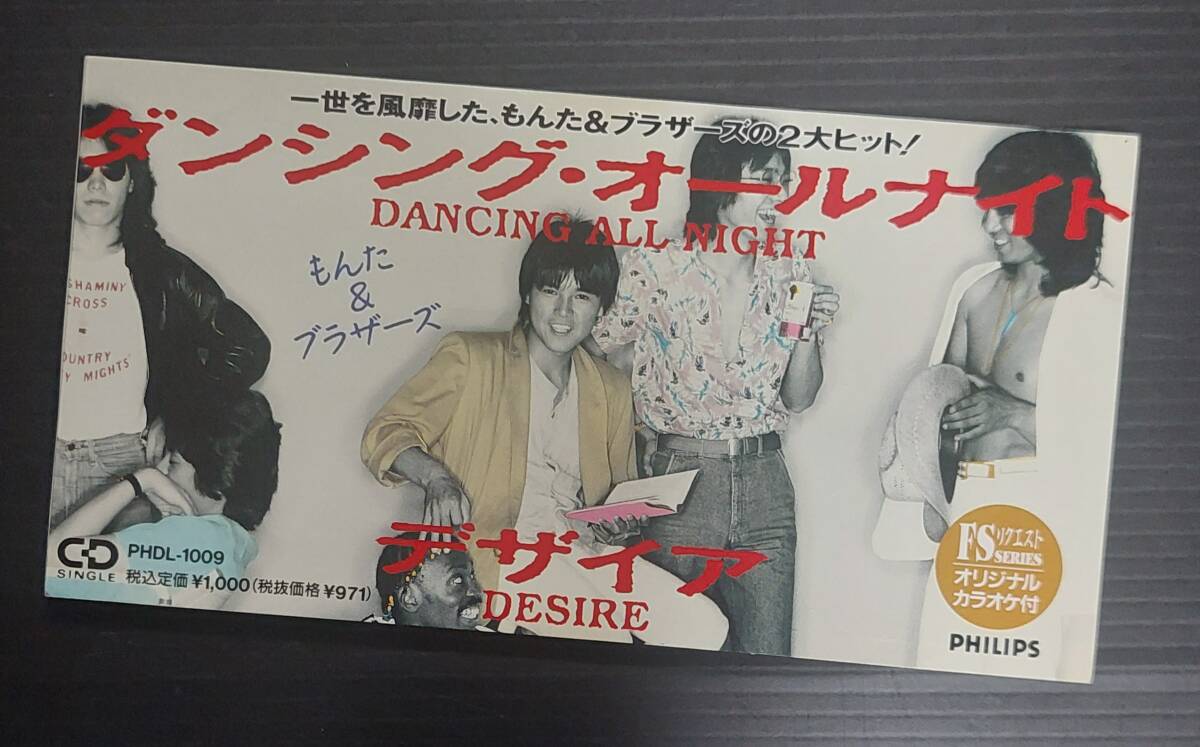 一世を風靡した、もんた&ブラザーズの2大ヒット!
ダンシング・オールナイト
DANCING ALL NIGHT
もんた
&
ブラザーズ
SHAMINY
CROSS
OUNTRY
Y MIGHTS
デザイア
DESIRE
CD
SINGLE
PHDL-1009
税込定価¥1,000(税抜価格¥971)
FSリクエスト
SERIES
オリジナル
カラオケ付
PHILIPS